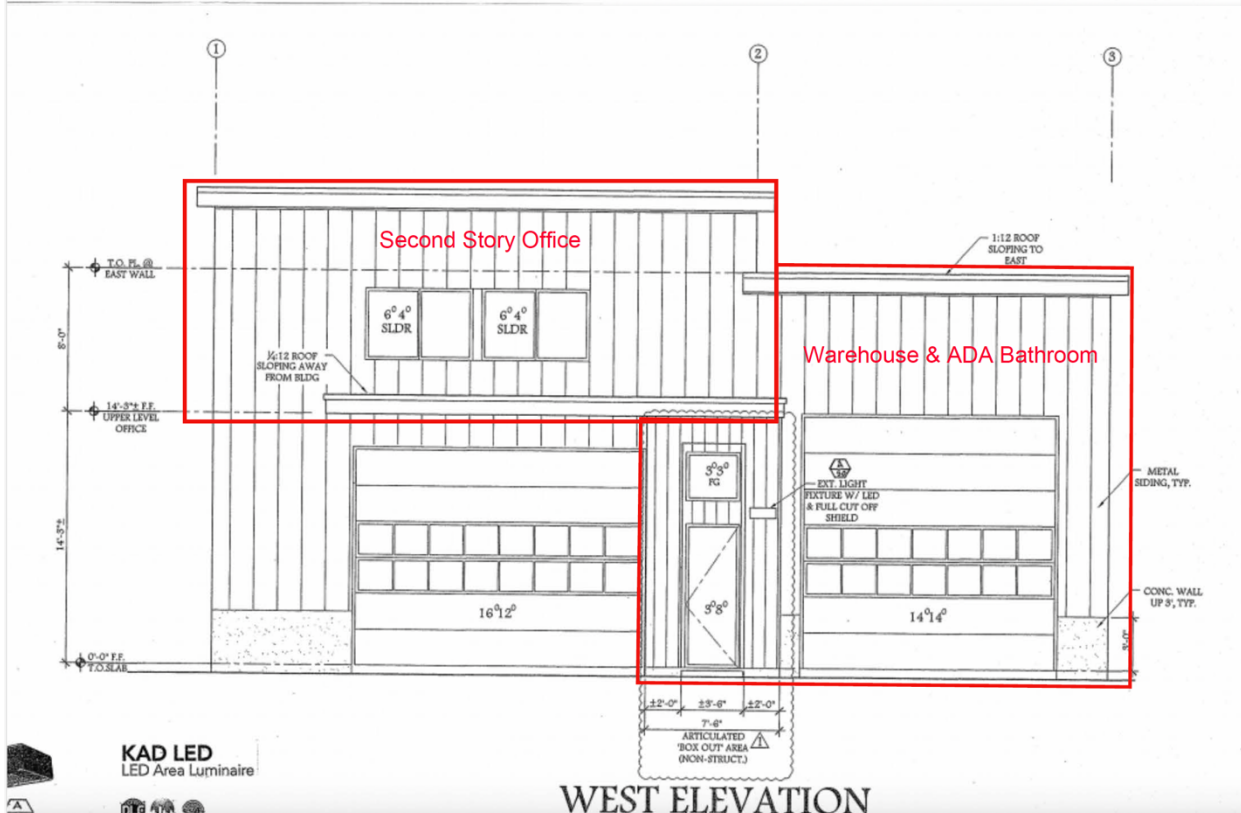 1
2
3
Second Story Office
1:12 ROOF
SLOPING TO
EAST
T.O. PL. @
EAST WALL
6⁰4⁰
SLDR
6⁰4⁰
SLDR
8'-0"
Warehouse & ADA Bathroom
¼:12 ROOF
SLOPING AWAY
FROM BLDG
14'-3"± F.F.
UPPER LEVEL
OFFICE
3⁰3⁰
FG
A
EXT. LIGHT
FIXTURE W/ LED
& FULL CUT OFF
SHIELD
METAL
SIDING, TYP.
14'-3"±
16⁰12⁰
3⁰8⁰
14⁰14⁰
CONC. WALL
UP 3', TYP.
3'-0"
0'-0" F.F.
T.O.SLAB
±2'-0"
±3'-6"
±2'-0"
7'-6"
ARTICULATED
'BOX OUT' AREA
(NON-STRUCT.)
1
KAD LED
LED Area Luminaire
A
WEST ELEVATION